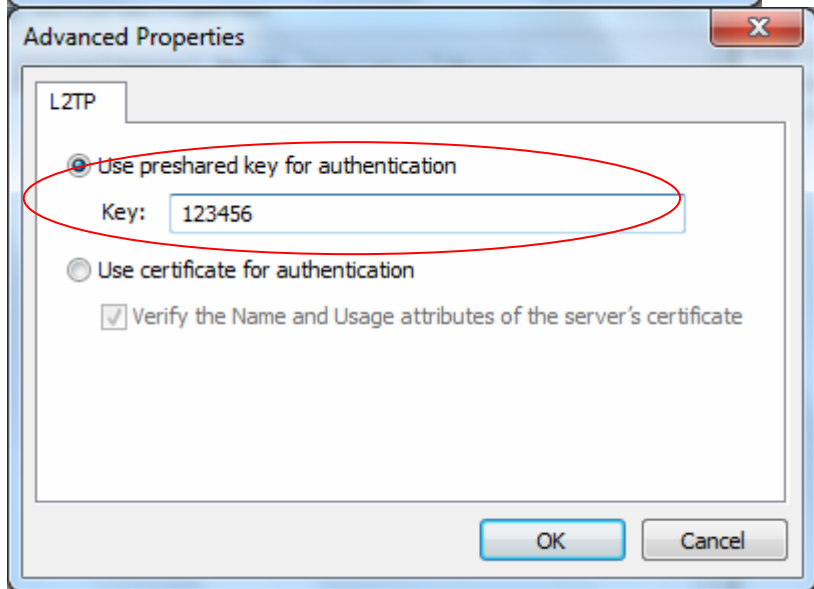 Advanced Properties
L2TP
Use preshared key for authentication
Key: 123456
Use certificate for authentication
Verify the Name and Usage attributes of the server's certificate
OK Cancel